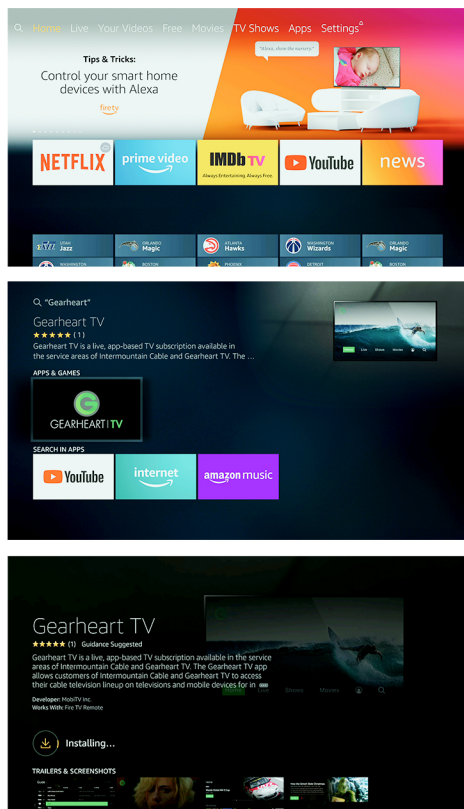 Home Live Your Videos Free Movies TV Shows Apps Settings
Tips & Tricks:
Control your smart home
devices with Alexa
firetv
"Alexa, show the nursery."
NETFLIX prime video IMDb TV YouTube news
Always Entertaining. Always Free.
UTAH ORLANDO ATLANTA WASHINGTON ORLANDO
Jazz Magic Hawks Wizards Magic
WASHINGTON BOSTON PHOENIX DETROIT BOSTON
"Gearheart"
Gearheart TV
(1)
Gearheart TV is a live, app-based TV subscription available in
the service areas of Intermountain Cable and Gearheart TV. The ...
Home Live Shows Movies
APPS & GAMES
G
GEARHEART|TV
SEARCH IN APPS
YouTube internet amazon music
Gearheart TV
(1) Guidance Suggested
Gearheart TV is a live, app-based TV subscription available in the service
areas of Intermountain Cable and Gearheart TV. The Gearheart TV app
allows customers of Intermountain Cable and Gearheart TV to access
their cable television lineup on televisions and mobile devices for in
Home Live Shows Movies
Developer: MobiTV Inc.
Works With: Fire TV Remote
Installing...
TRAILERS & SCREENSHOTS